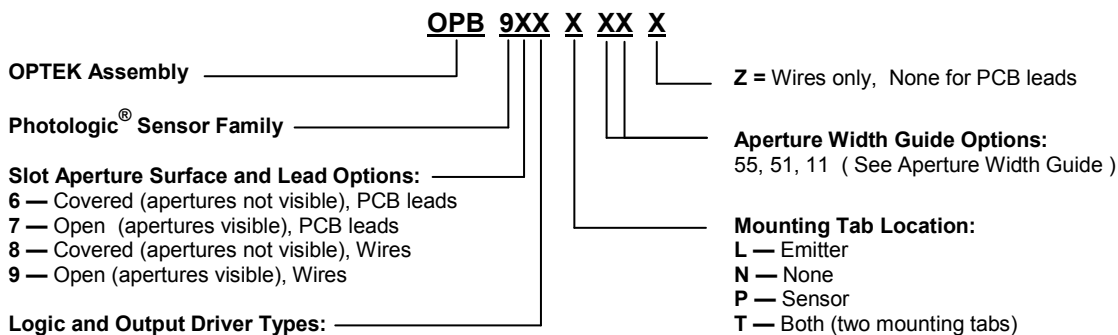 OPB 9XX X XX X
OPTEK Assembly
Photologic® Sensor Family
Slot Aperture Surface and Lead Options:
6 — Covered (apertures not visible), PCB leads
7 — Open (apertures visible), PCB leads
8 — Covered (apertures not visible), Wires
9 — Open (apertures visible), Wires
Logic and Output Driver Types:
Z = Wires only, None for PCB leads
Aperture Width Guide Options:
55, 51, 11 ( See Aperture Width Guide )
Mounting Tab Location:
L — Emitter
N — None
P — Sensor
T — Both (two mounting tabs)